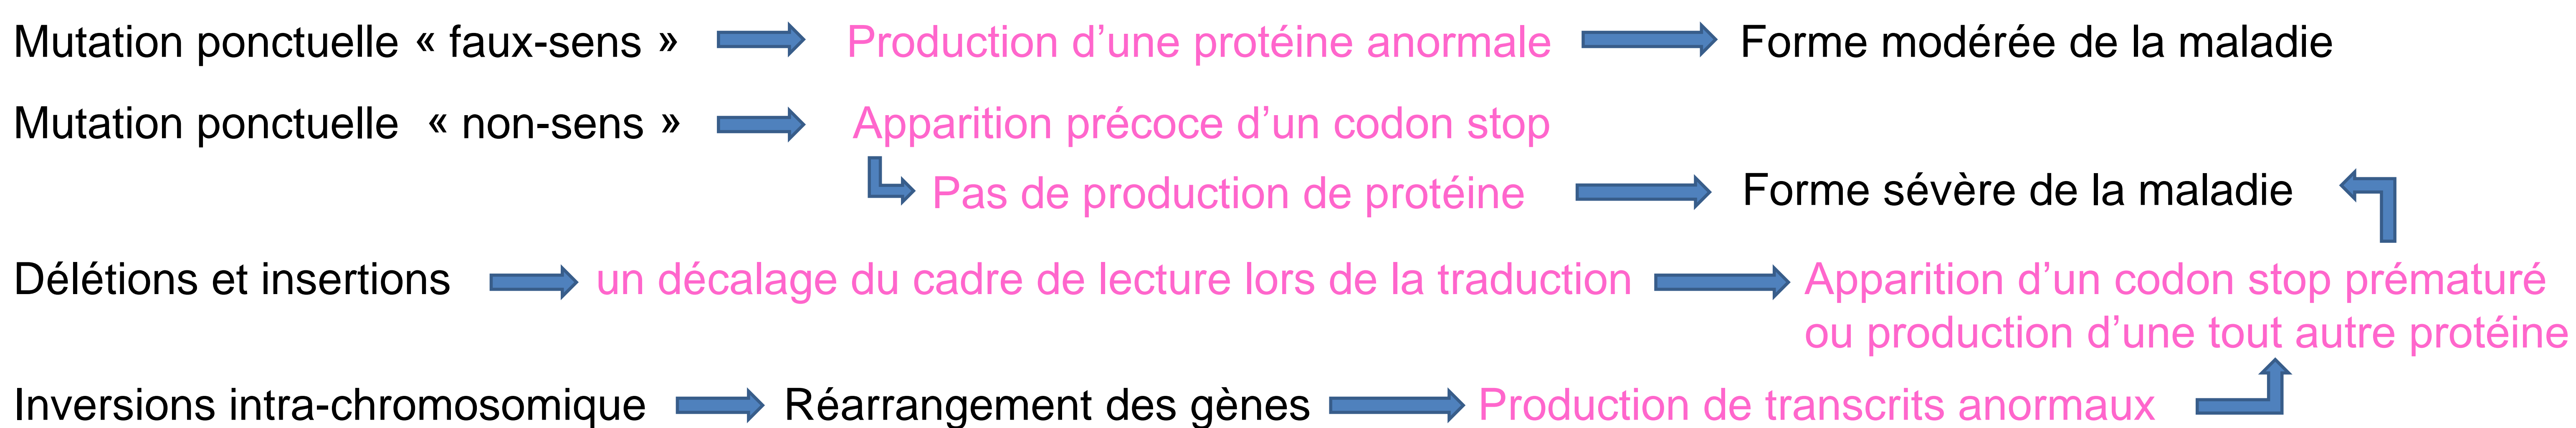 Mutation ponctuelle « faux-sens » Production d’une protéine anormale Forme modérée de la maladie
Mutation ponctuelle « non-sens » Apparition précoce d’un codon stop
Pas de production de protéine Forme sévère de la maladie
Délétions et insertions un décalage du cadre de lecture lors de la traduction Apparition d’un codon stop prématuré
ou production d’une tout autre protéine
Inversions intra-chromosomique Réarrangement des gènes Production de transcrits anormaux